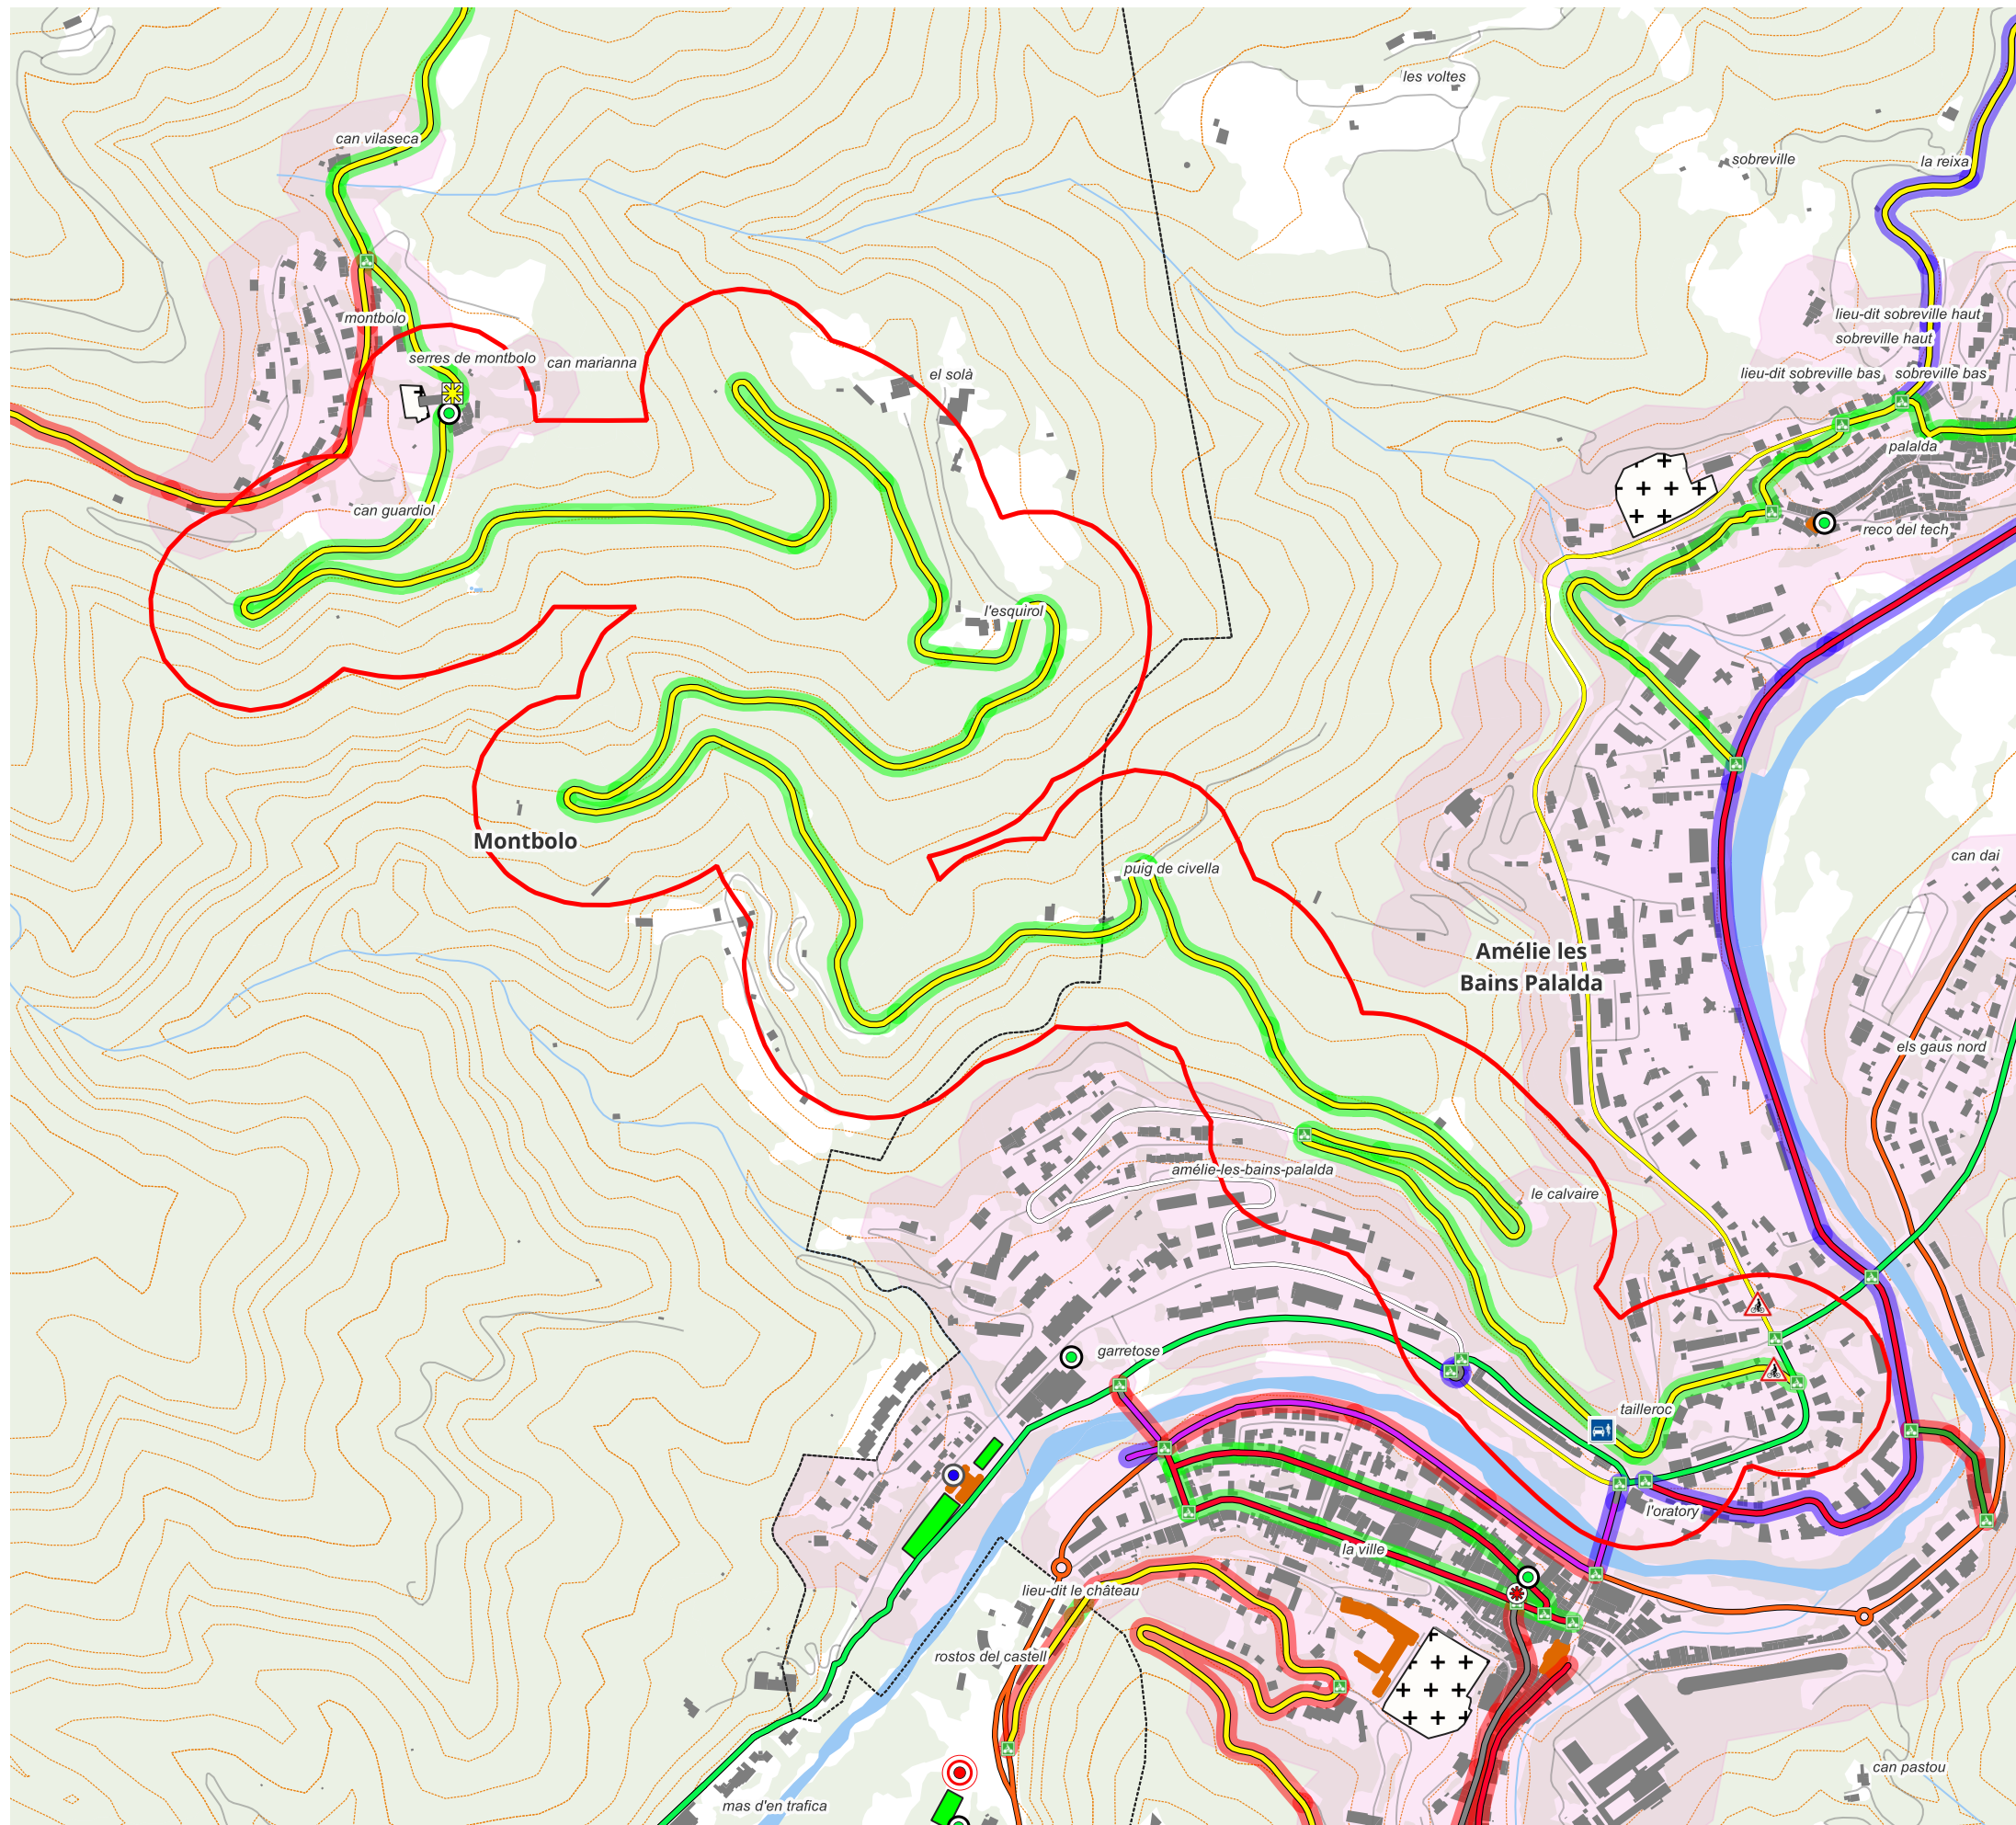 les voltes
can vilaseca
sobreville
la reixa
montbolo
lieu-dit sobreville haut
sobreville haut
serres de montbolo
can marianna
el solà
lieu-dit sobreville bas
sobreville bas
palalda
can guardiol
reco del tech
l'esquirol
Montbolo
can dai
puig de civella
Amélie les
Bains Palalda
els gaus nord
amélie-les-bains-palalda
le calvaire
garretose
tailleroc
l'oratory
la ville
lieu-dit le château
rostos del castell
can pastou
mas d'en trafica